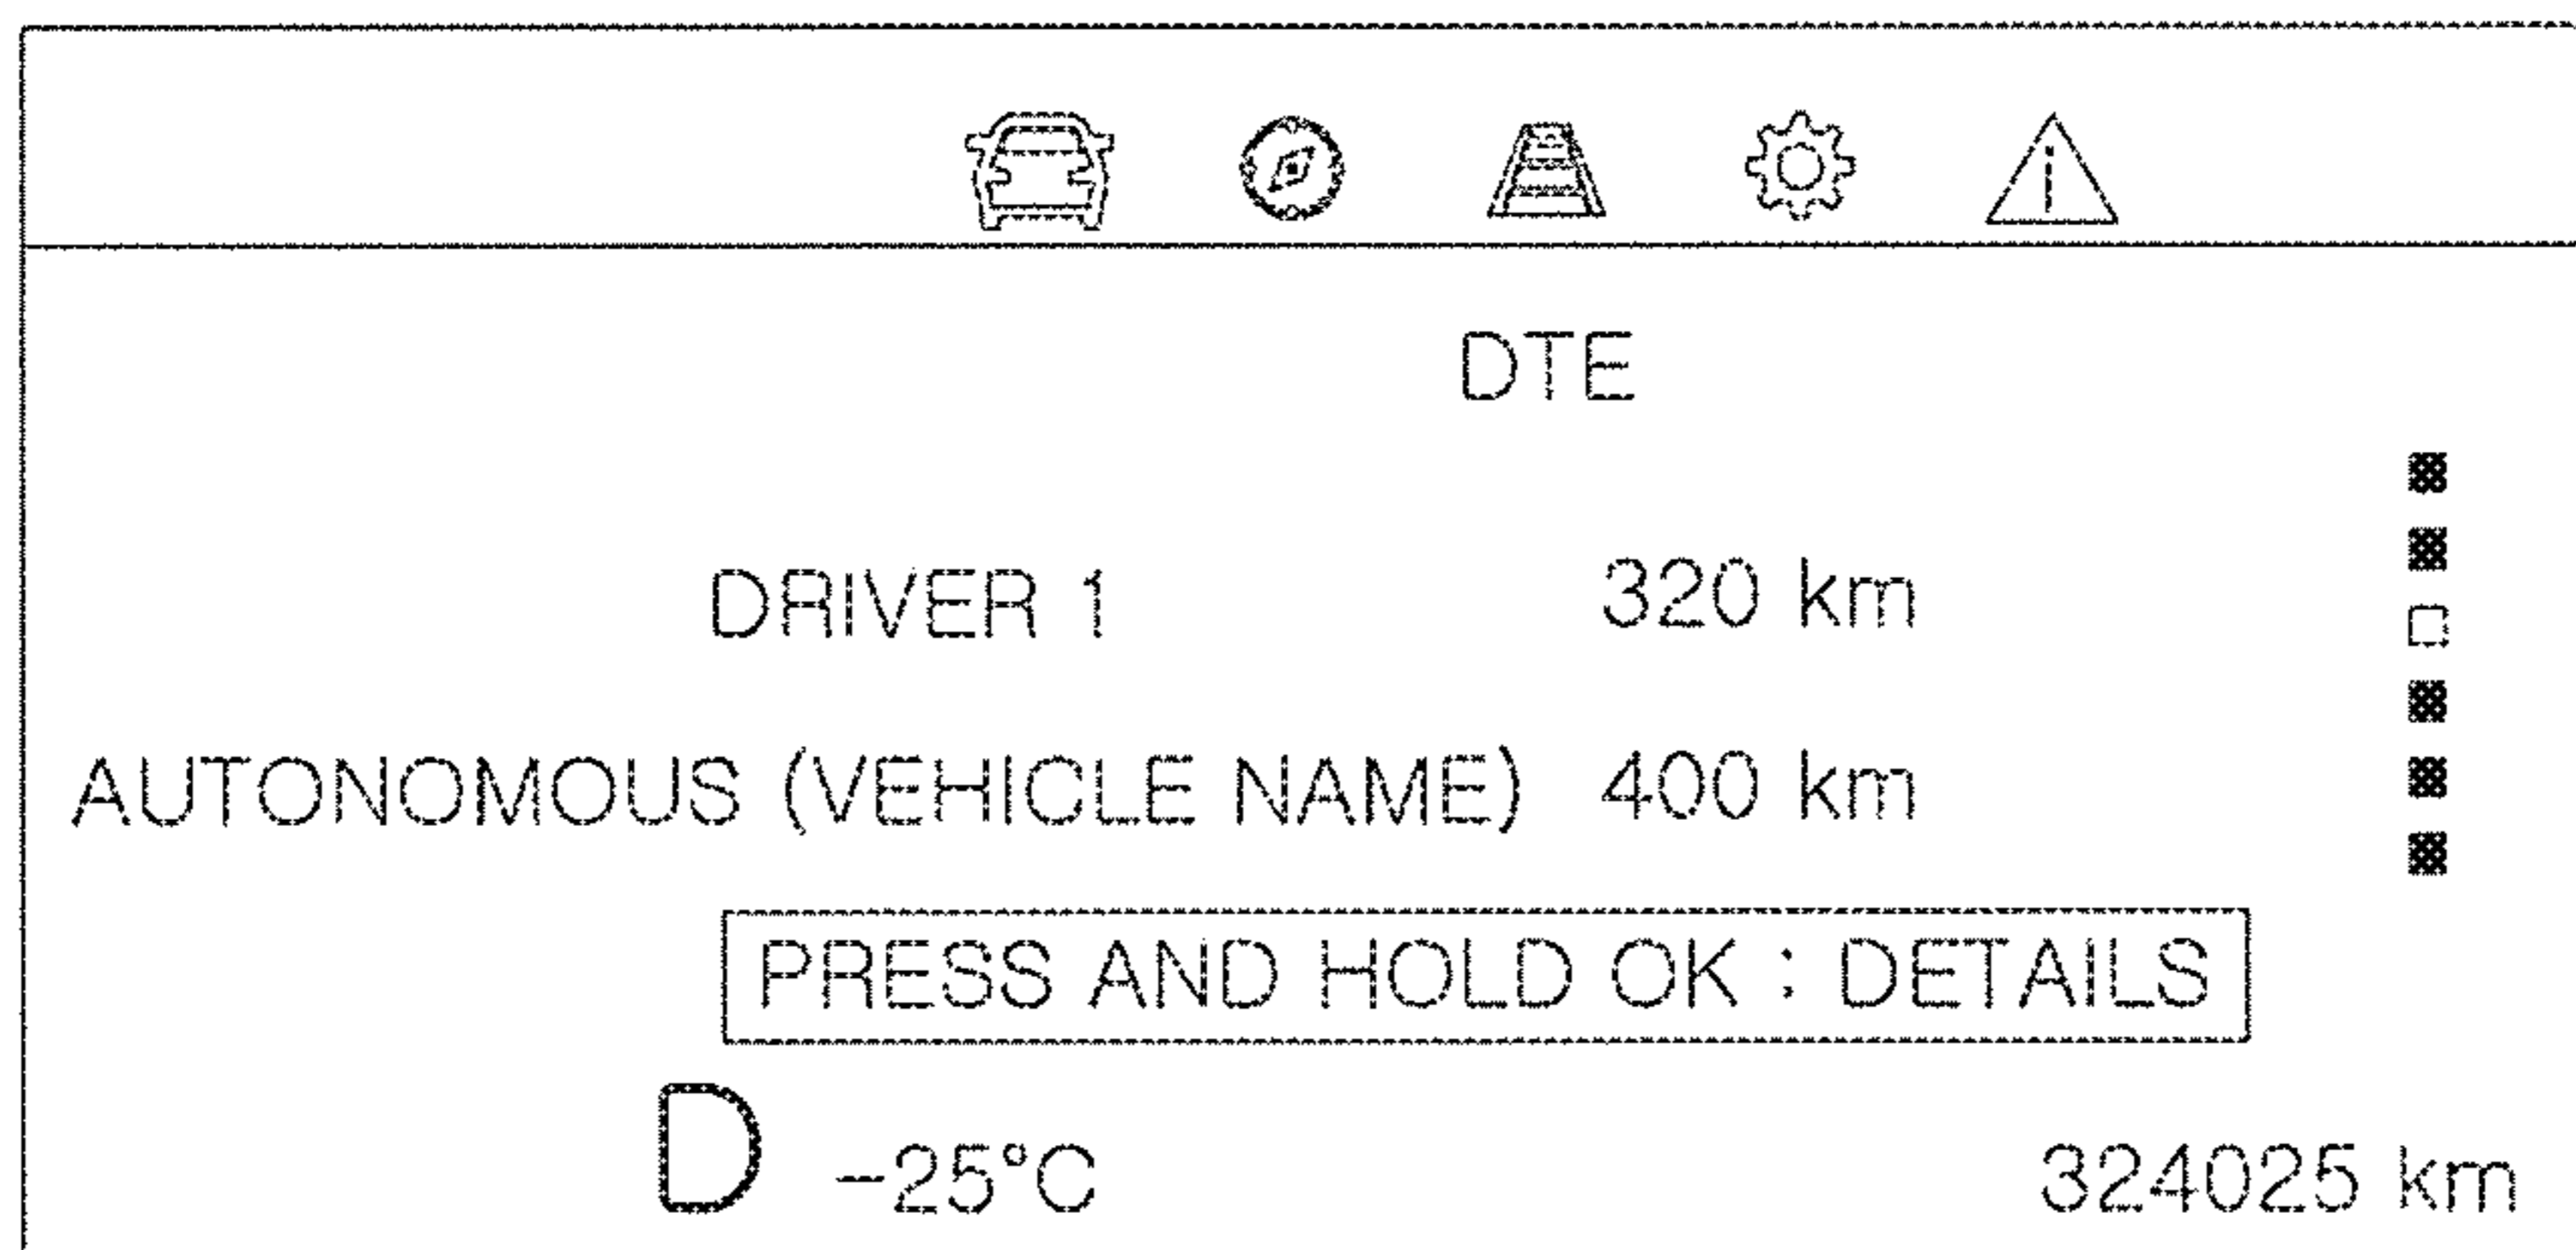 DTE
DRIVER 1 320 km
AUTONOMOUS (VEHICLE NAME) 400 km
PRESS AND HOLD OK : DETAILS
D -25°C 324025 km